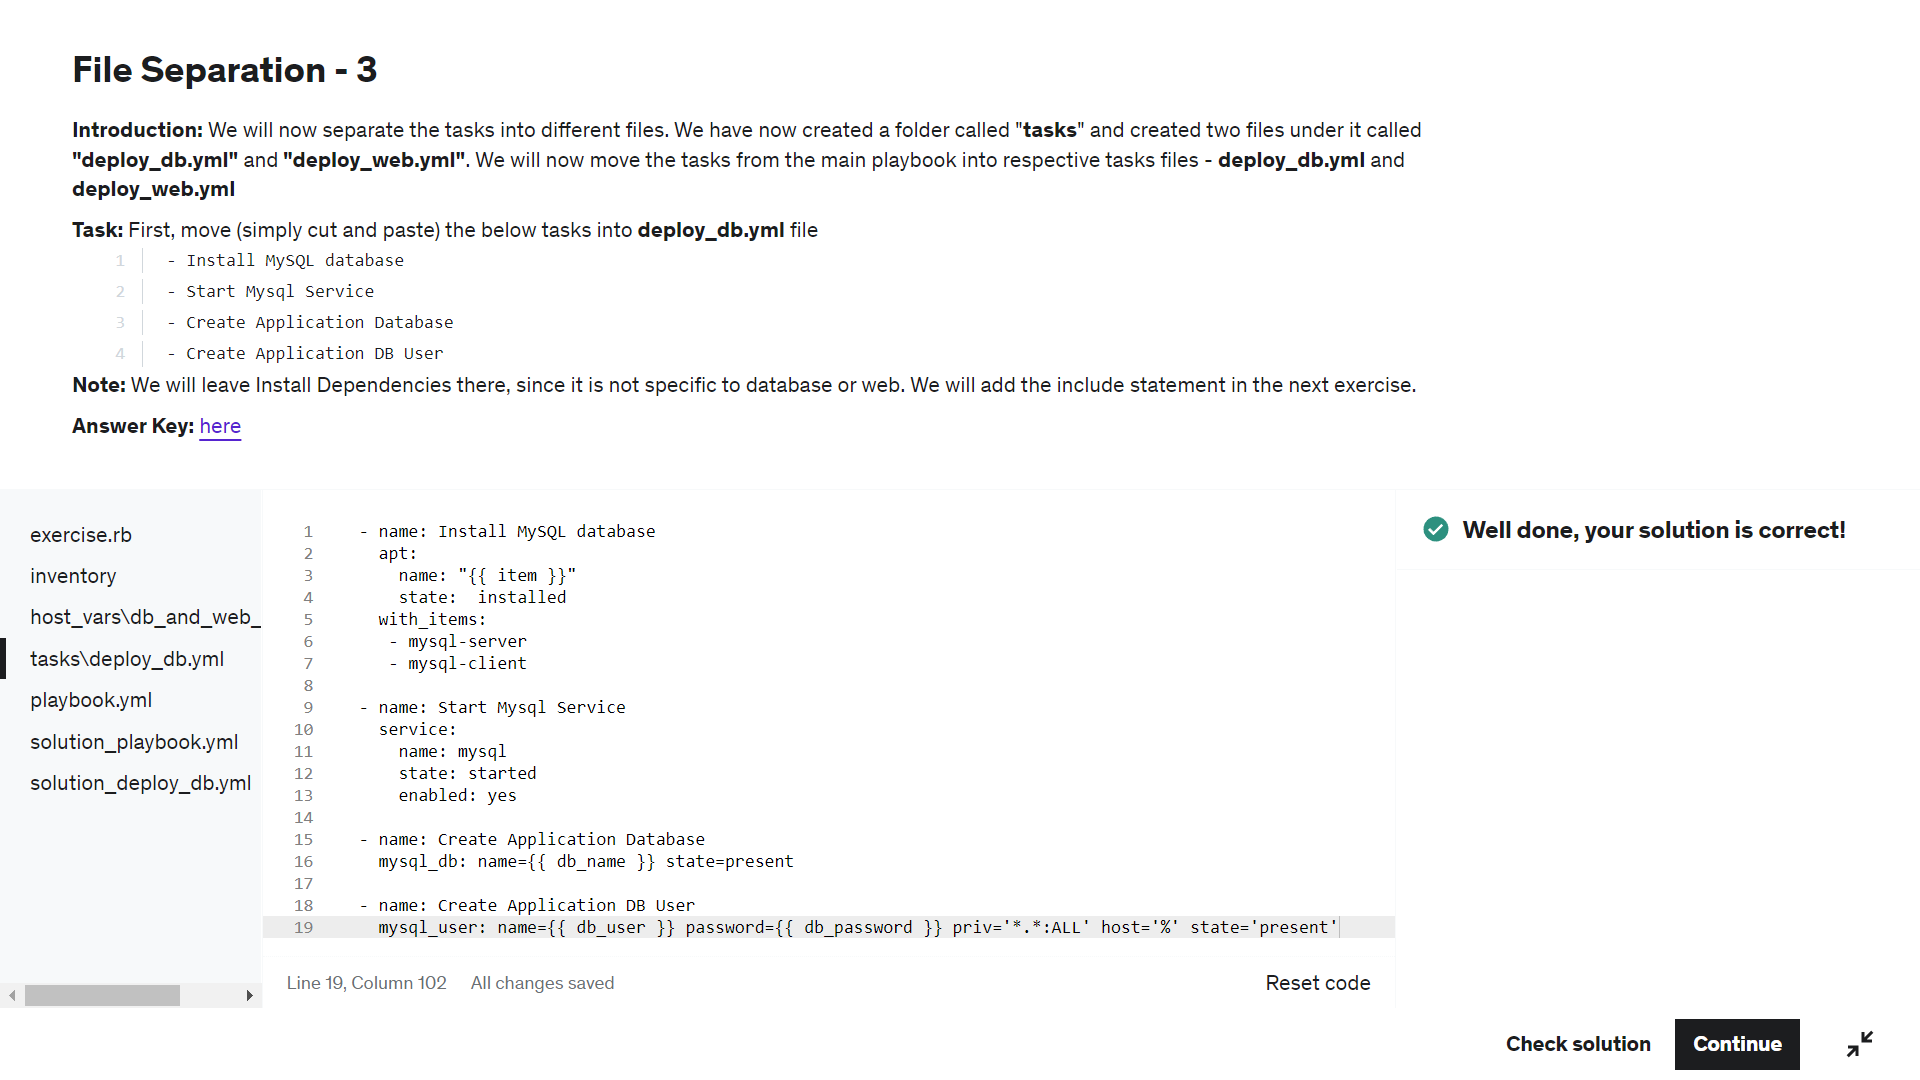 File Separation - 3
Introduction: We will now separate the tasks into different files. We have now created a folder called "tasks" and created two files under it called
"deploy_db.yml" and "deploy_web.yml". We will now move the tasks from the main playbook into respective tasks files - deploy_db.yml and
deploy_web.yml
Task: First, move (simply cut and paste) the below tasks into deploy_db.yml file
1 - Install MySQL database
2 - Start Mysql Service
3 - Create Application Database
4 - Create Application DB User
Note: We will leave Install Dependencies there, since it is not specific to database or web. We will add the include statement in the next exercise.
Answer Key: here
exercise.rb
inventory
host_vars\db_and_web_
tasks\deploy_db.yml
playbook.yml
solution_playbook.yml
solution_deploy_db.yml
1 - name: Install MySQL database
2 apt:
3 name: "{{ item }}"
4 state:  installed
5 with_items:
6 - mysql-server
7 - mysql-client
8
9 - name: Start Mysql Service
10 service:
11 name: mysql
12 state: started
13 enabled: yes
14
15 - name: Create Application Database
16 mysql_db: name={{ db_name }} state=present
17
18 - name: Create Application DB User
19 mysql_user: name={{ db_user }} password={{ db_password }} priv='*.*:ALL' host='%' state='present'
Line 19, Column 102 All changes saved
Reset code
Well done, your solution is correct!
Check solution
Continue